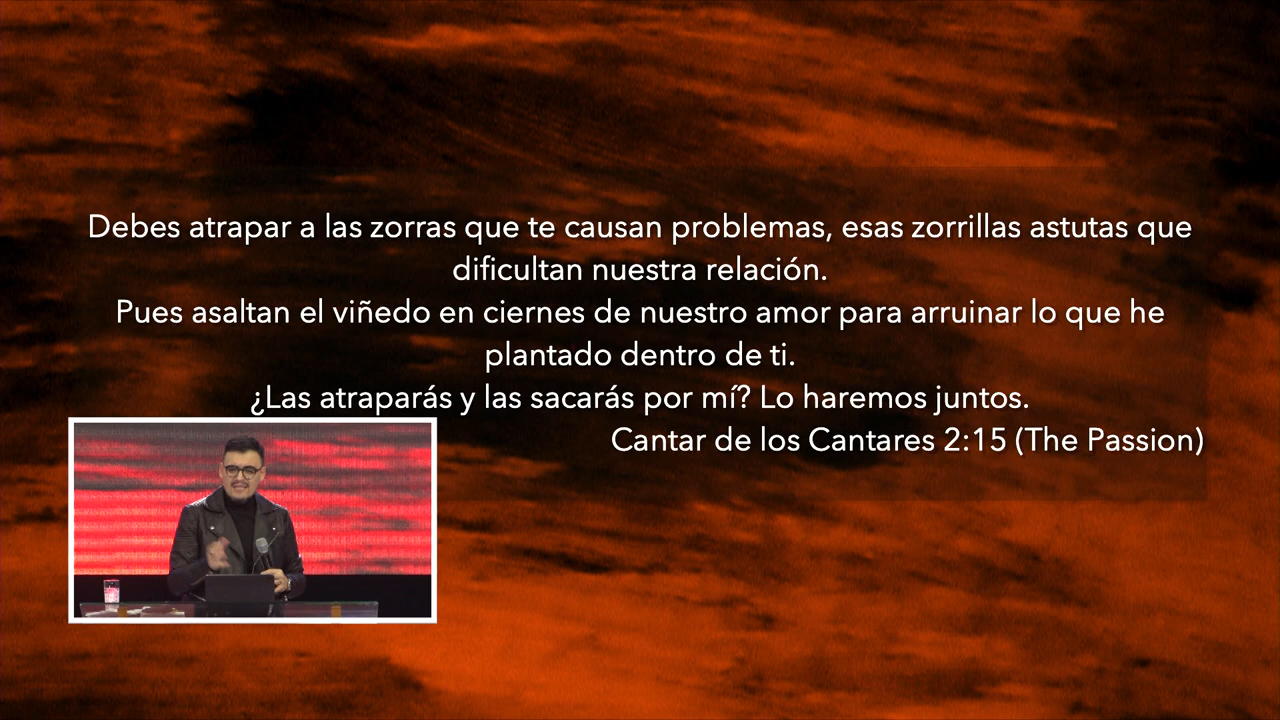 Debes atrapar a las zorras que te causan problemas, esas zorrillas astutas que
dificultan nuestra relación.
Pues asaltan el viñedo en ciernes de nuestro amor para arruinar lo que he
plantado dentro de ti.
¿Las atraparás y las sacarás por mí? Lo haremos juntos.
Cantar de los Cantares 2:15 (The Passion)